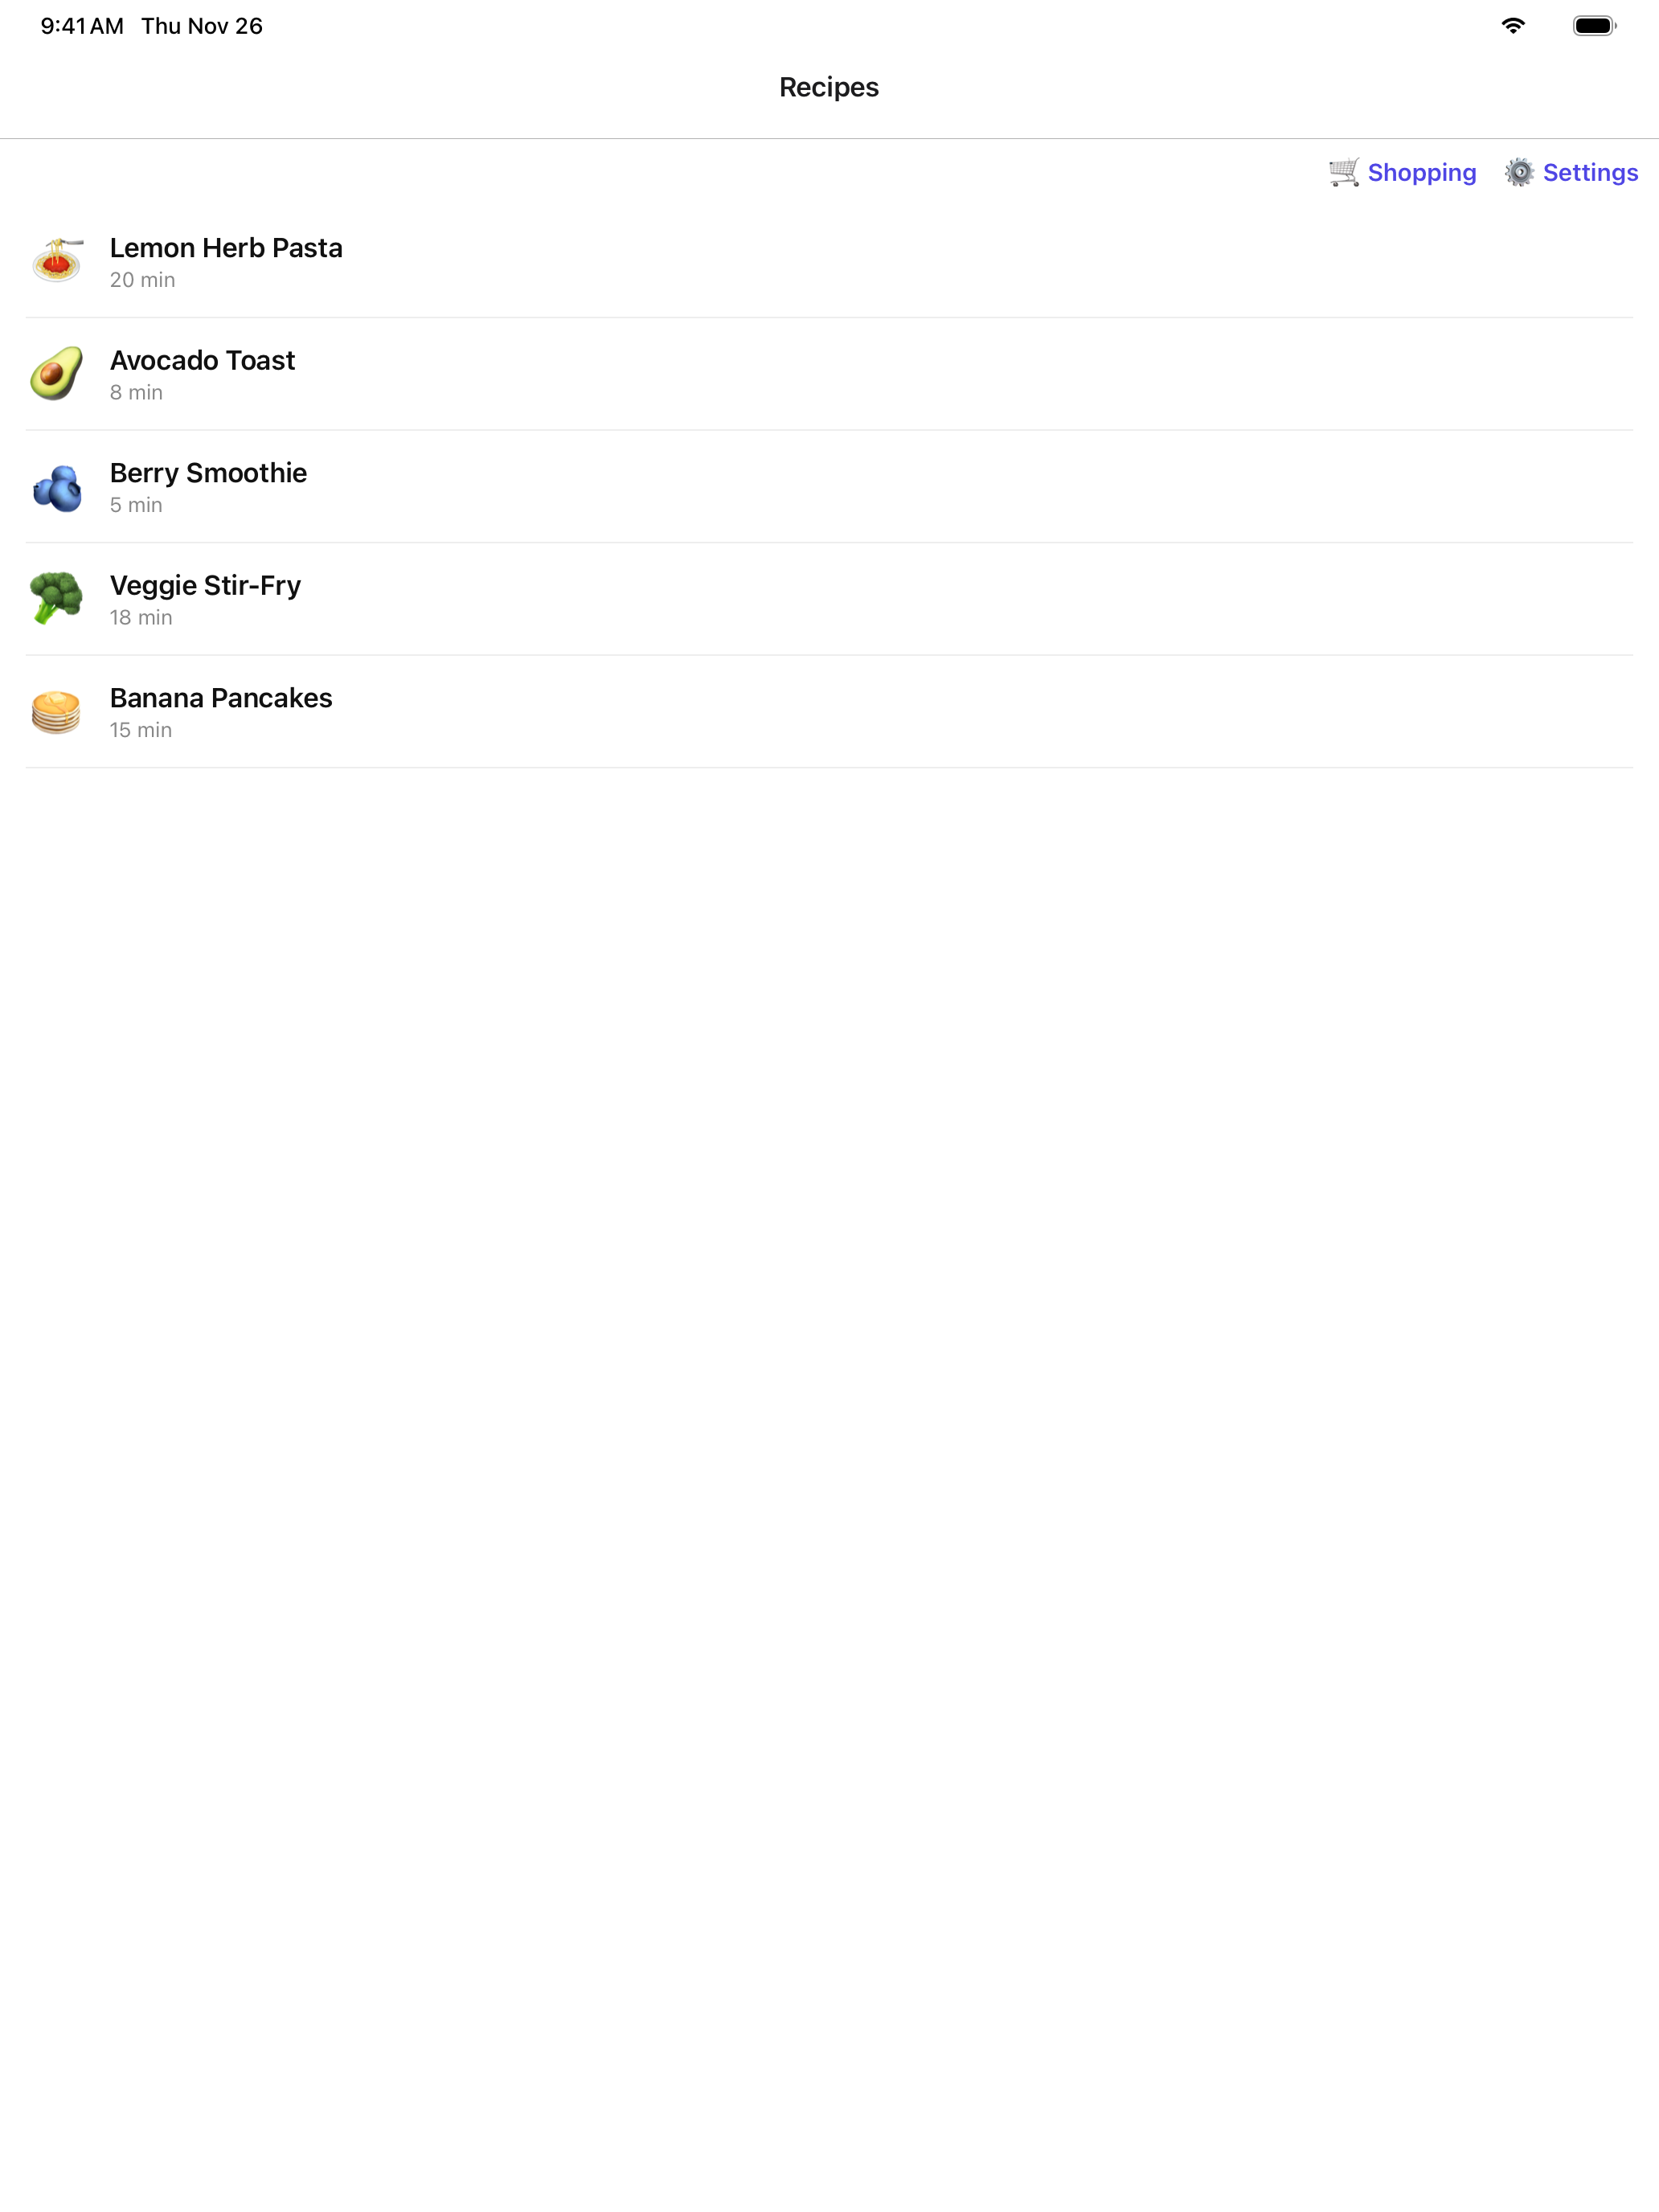 9:41 AM Thu Nov 26
Recipes
Shopping Settings
Lemon Herb Pasta
20 min
Avocado Toast
8 min
Berry Smoothie
5 min
Veggie Stir-Fry
18 min
Banana Pancakes
15 min